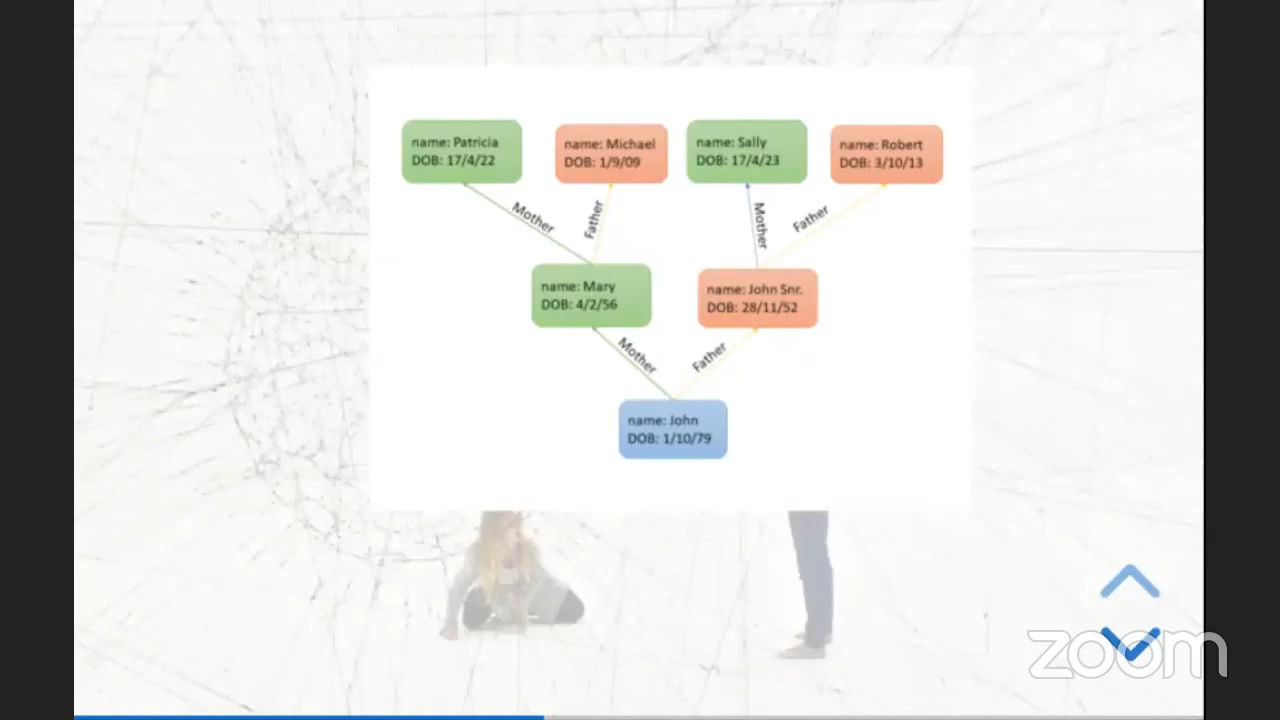 name: Patricia
DOB: 17/4/22
name: Michael
DOB: 1/9/09
name: Sally
DOB: 17/4/23
name: Robert
DOB: 3/10/13
Mother
Father
Mother
Father
name: Mary
DOB: 4/2/56
name: John Snr.
DOB: 28/11/52
Mother
Father
name: John
DOB: 1/10/79
zoom